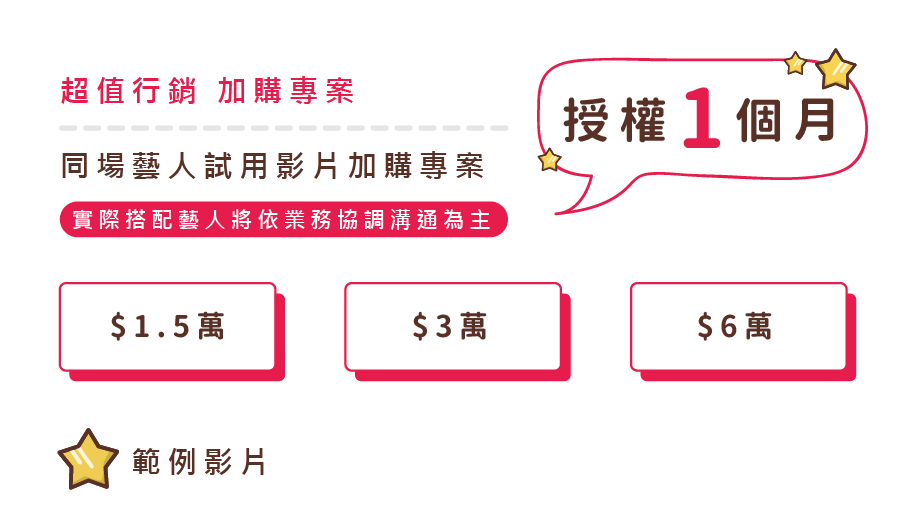 超值行銷 加購專案
授權1個月
同場藝人試用影片加購專案
實際搭配藝人將依業務協調溝通為主
$1.5萬
$3萬
$6萬
範例影片